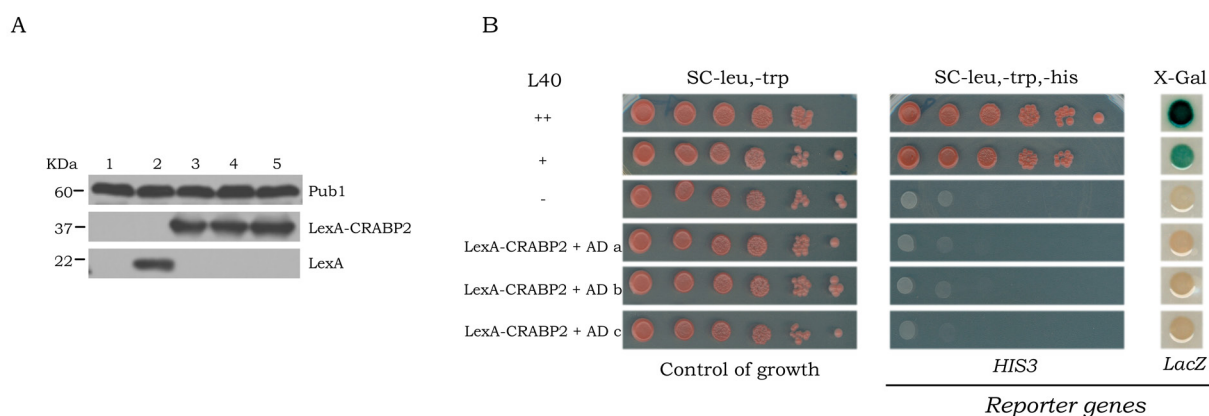 A
KDa 1 2 3 4 5
60 Pub1
37 LexA-CRABP2
22 LexA
B
L40 SC-leu,-trp SC-leu,-trp,-his X-Gal
++
+
-
LexA-CRABP2 + AD a
LexA-CRABP2 + AD b
LexA-CRABP2 + AD c
Control of growth HIS3 LacZ
Reporter genes